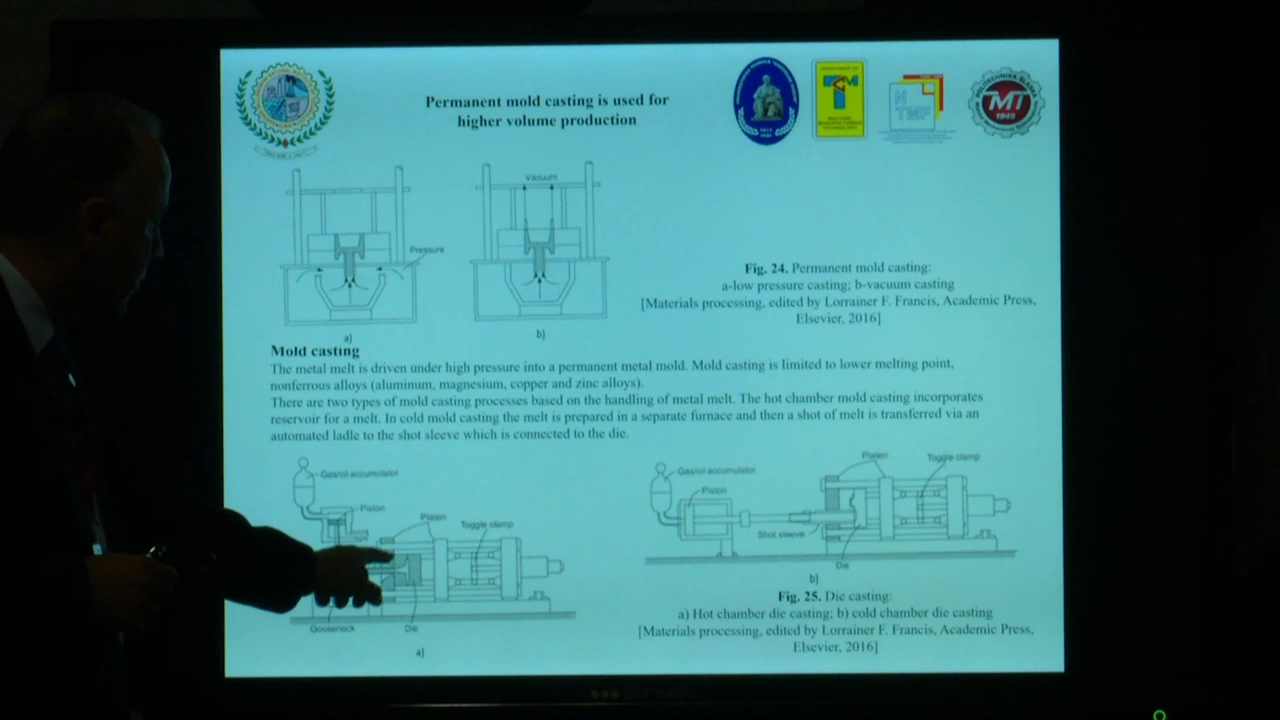 Permanent mold casting is used for
higher volume production
MTI
1945
Vacuum
Pressure
a)
b)
Fig. 24. Permanent mold casting:
a-low pressure casting; b-vacuum casting
[Materials processing, edited by Lorrainer F. Francis, Academic Press,
Elsevier, 2016]
Mold casting
The metal melt is driven under high pressure into a permanent metal mold. Mold casting is limited to lower melting point,
nonferrous alloys (aluminum, magnesium, copper and zinc alloys).
There are two types of mold casting processes based on the handling of metal melt. The hot chamber mold casting incorporates
reservoir for a melt. In cold mold casting the melt is prepared in a separate furnace and then a shot of melt is transferred via an
automated ladle to the shot sleeve which is connected to the die.
Gas/oil accumulator
Piston
Platen
Toggle clamp
Gooseneck
Die
a)
Gas/oil accumulator
Piston
Platen
Toggle clamp
Shot sleeve
Die
b)
Fig. 25. Die casting:
a) Hot chamber die casting; b) cold chamber die casting
[Materials processing, edited by Lorrainer F. Francis, Academic Press,
Elsevier, 2016]